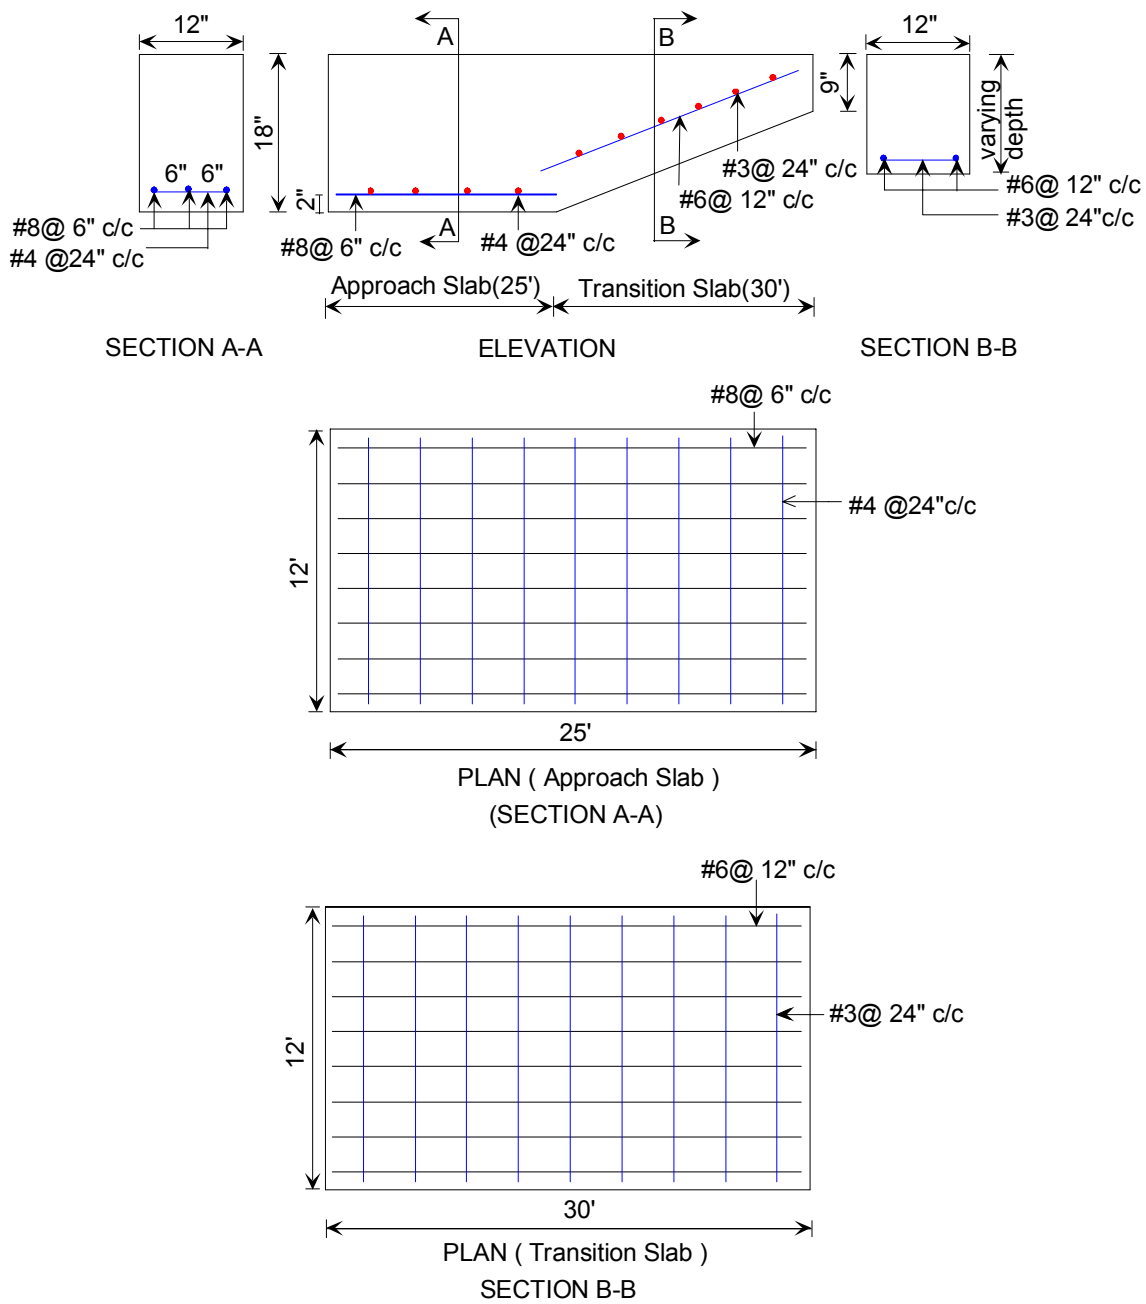 12"
A
B
12"
18"
9"
varying
depth
6" 6"
2"
#8@ 6" c/c
#4 @24" c/c
A
#8@ 6" c/c
#4 @24" c/c
B
#3@ 24" c/c
#6@ 12" c/c
#6@ 12" c/c
#3@ 24"c/c
Approach Slab(25')
Transition Slab(30')
SECTION A-A
ELEVATION
SECTION B-B
#8@ 6" c/c
#4 @24"c/c
12'
25'
PLAN ( Approach Slab )
(SECTION A-A)
#6@ 12" c/c
#3@ 24" c/c
12'
30'
PLAN ( Transition Slab )
SECTION B-B